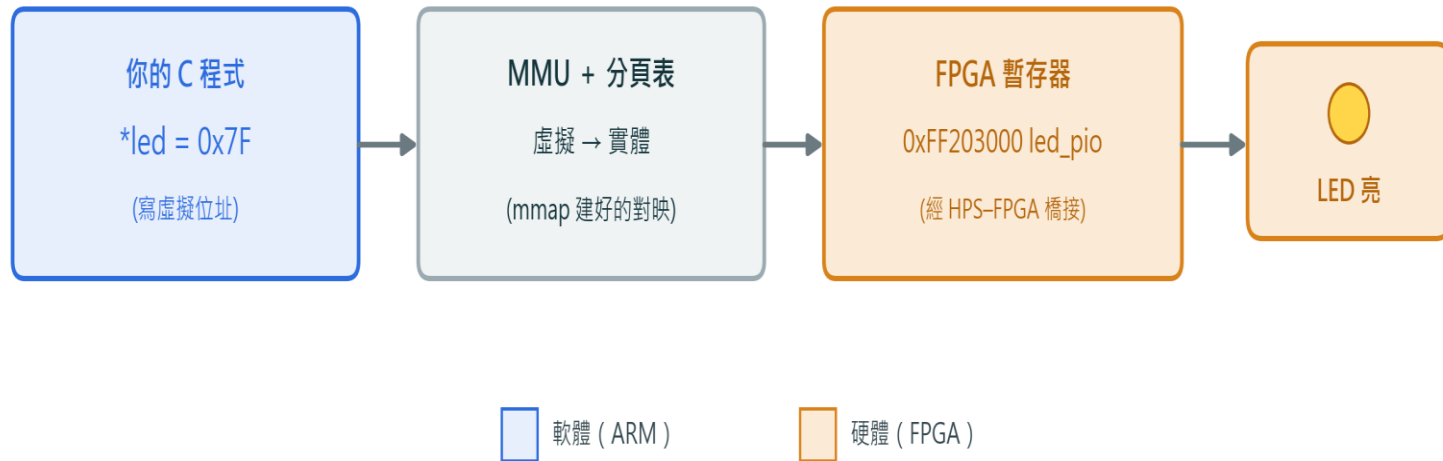 你的 C 程式
*led = 0x7F
(寫虛擬位址)
MMU + 分頁表
虛擬 → 實體
(mmap 建好的對映)
FPGA 暫存器
0xFF203000 led_pio
(經 HPS–FPGA 橋接)
LED 亮
軟體 ( ARM )
硬體 ( FPGA )